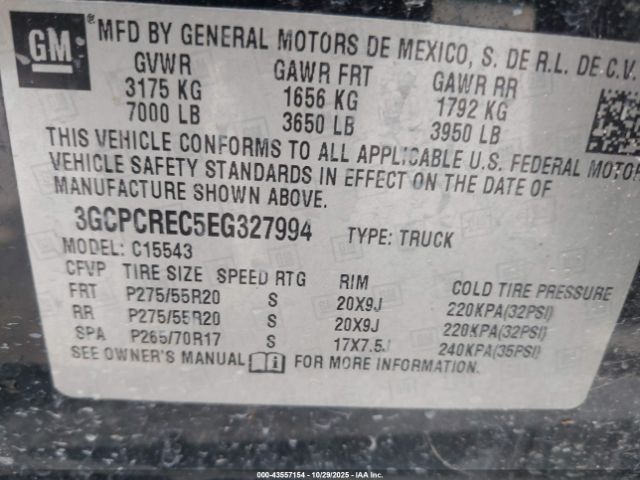 GM
® MFD BY GENERAL MOTORS DE MEXICO, S. DE R.L. DE C.V.
GVWR GAWR FRT GAWR RR
3175 KG 1656 KG 1792 KG
7000 LB 3650 LB 3950 LB
THIS VEHICLE CONFORMS TO ALL APPLICABLE U.S. FEDERAL MOTOR
VEHICLE SAFETY STANDARDS IN EFFECT ON THE DATE OF
MANUFACTURE SHOWN ABOVE.
3GCPCREC5EG327994 TYPE: TRUCK
MODEL: C15543
CFVP TIRE SIZE SPEED RTG RIM COLD TIRE PRESSURE
FRT P275/55R20 S 20X9J 220KPA(32PSI)
RR P275/55R20 S 20X9J 220KPA(32PSI)
SPA P265/70R17 S 17X7.5J 240KPA(35PSI)
SEE OWNER'S MANUAL FOR MORE INFORMATION.
000-43557154 | 10/29/2025 | Copyright IAA, LLC